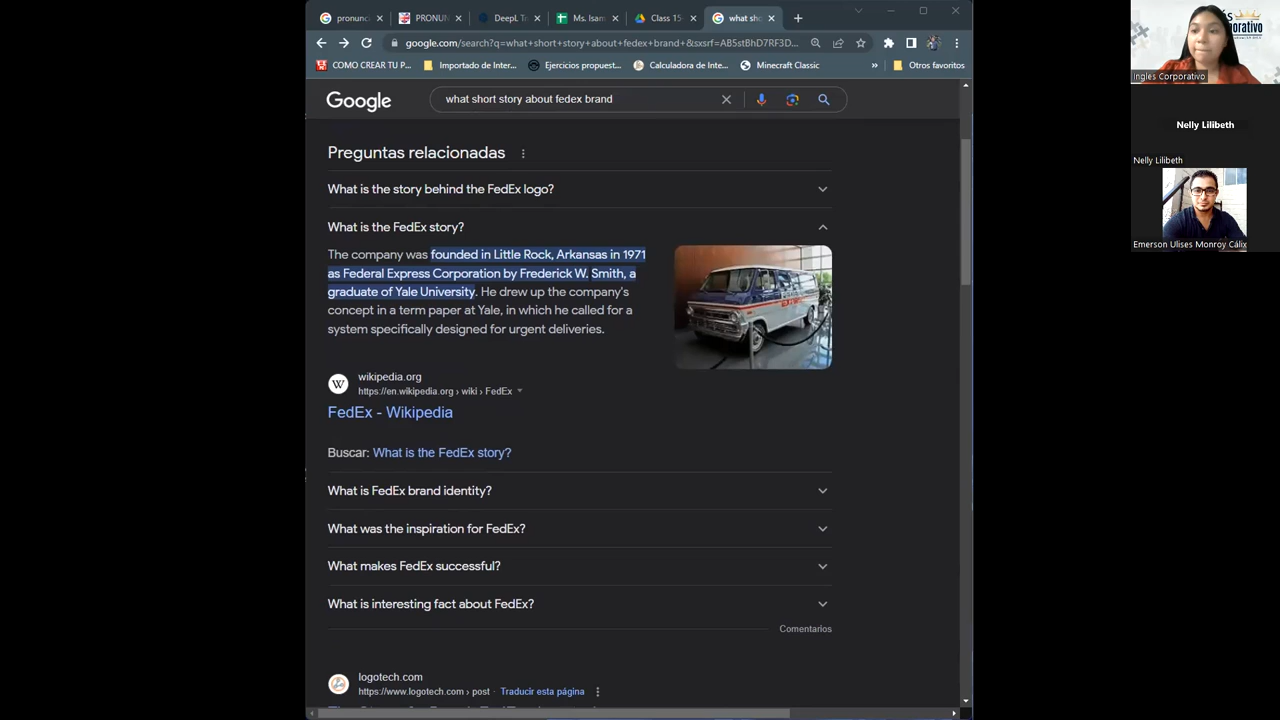 pronunc
PRONUN
DeepL T
Ms. Isam
Class 15
what sho
google.com/search?q=what+short+story+about+fedex+brand+&sxsrf=AB5stBhD7RF3D...
COMO CREAR TU P...
Importado de Inter...
Ejercicios propuest...
Calculadora de Inter...
Minecraft Classic
»
Otros favoritos
Google
what short story about fedex brand
Preguntas relacionadas
What is the story behind the FedEx logo?
What is the FedEx story?
The company was founded in Little Rock, Arkansas in 1971
as Federal Express Corporation by Frederick W. Smith, a
graduate of Yale University. He drew up the company's
concept in a term paper at Yale, in which he called for a
system specifically designed for urgent deliveries.
W
wikipedia.org
https://en.wikipedia.org › wiki › FedEx
FedEx - Wikipedia
Buscar: What is the FedEx story?
What is FedEx brand identity?
What was the inspiration for FedEx?
What makes FedEx successful?
What is interesting fact about FedEx?
Comentarios
logotech.com
https://www.logotech.com › post · Traducir esta página
Ingles Corporativo
Nelly Lilibeth
Nelly Lilibeth
Emerson Ulises Monroy Cálix